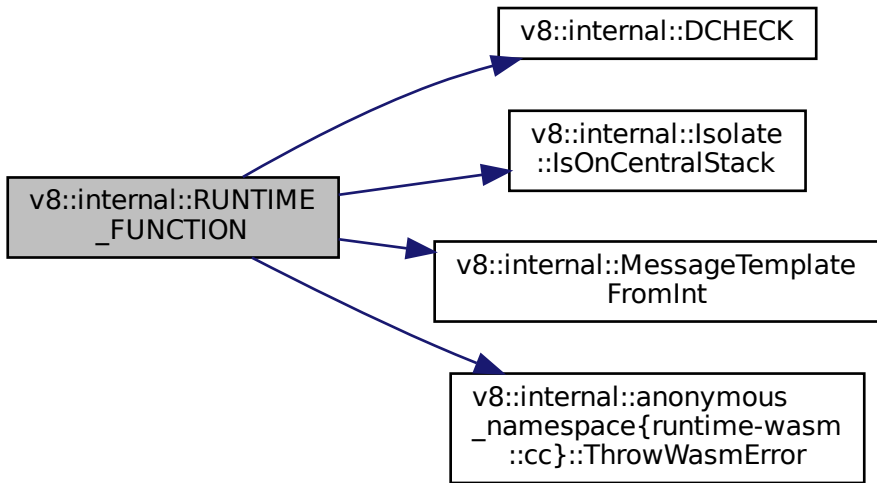 v8::internal::DCHECK
v8::internal::Isolate
::IsOnCentralStack
v8::internal::RUNTIME
_FUNCTION
v8::internal::MessageTemplate
FromInt
v8::internal::anonymous
_namespace{runtime-wasm
::cc}::ThrowWasmError